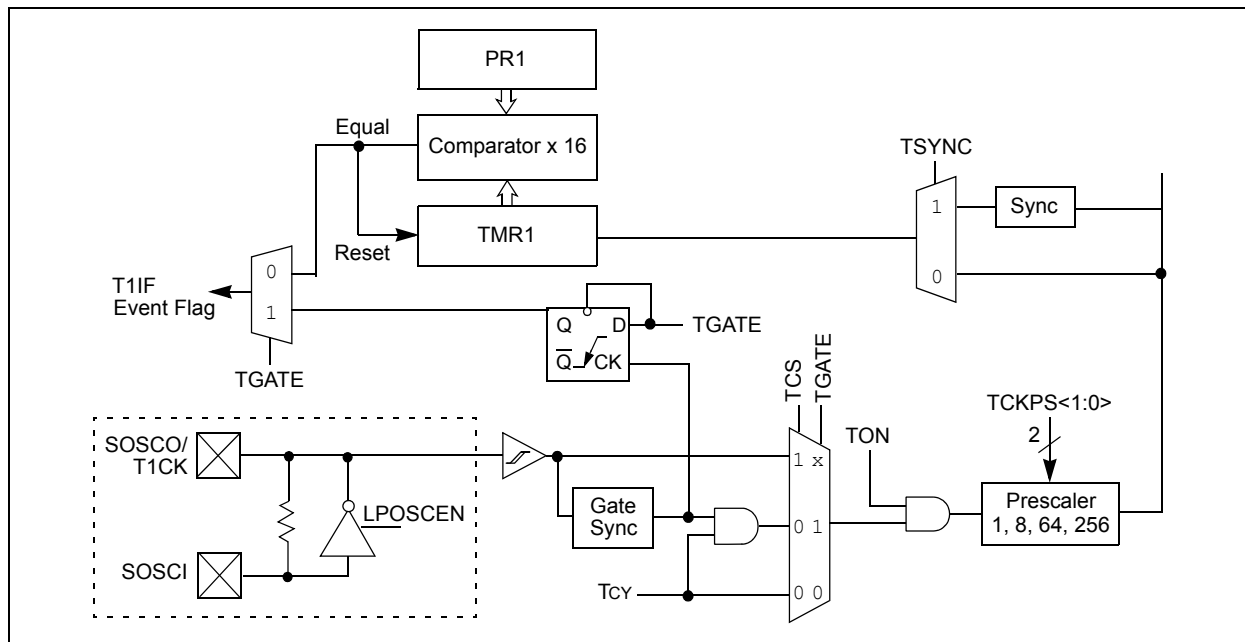 PR1
Equal
Comparator x 16
TSYNC
1
Sync
Reset
TMR1
0
0
T1IF
Event Flag
1
Q
D
TGATE
Q
CK
TGATE
TCS
TGATE
TCKPS<1:0>
2
SOSCO/
T1CK
TON
1 x
LPOSCEN
Gate
Sync
0 1
Prescaler
1, 8, 64, 256
SOSCI
TCY
0 0